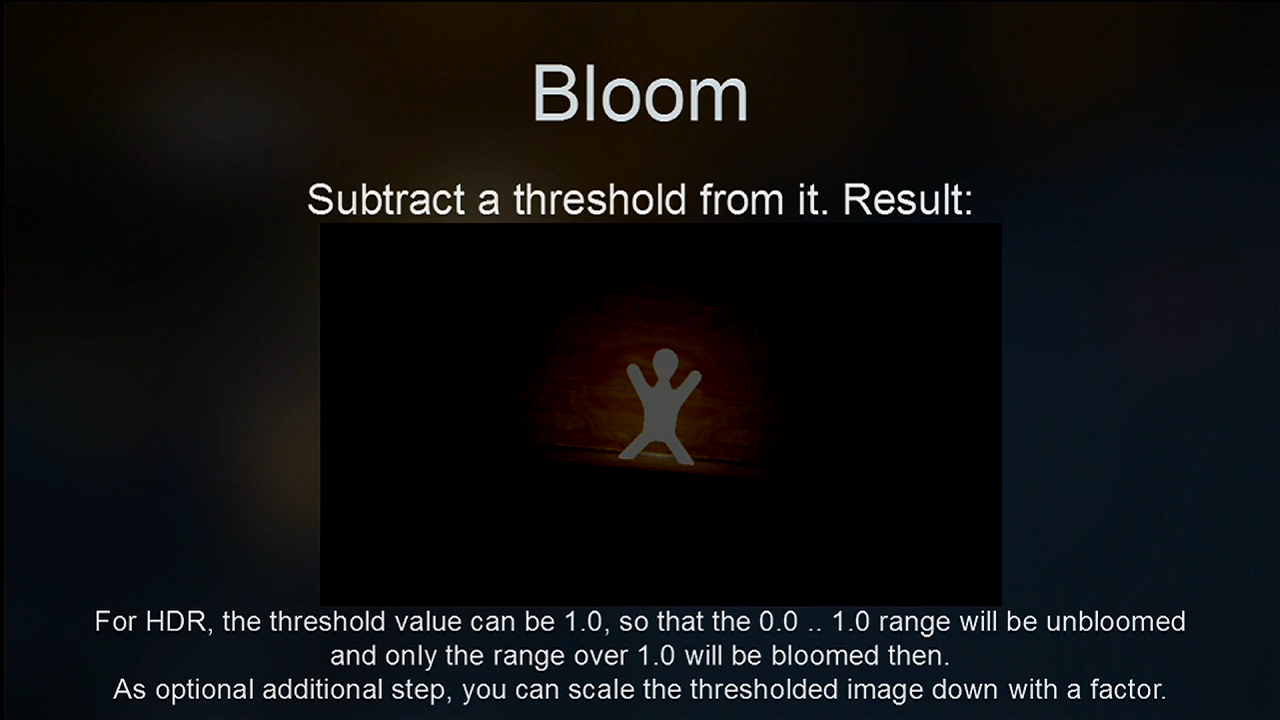 Bloom
Subtract a threshold from it. Result:
For HDR, the threshold value can be 1.0, so that the 0.0 .. 1.0 range will be unbloomed
and only the range over 1.0 will be bloomed then.
As optional additional step, you can scale the thresholded image down with a factor.